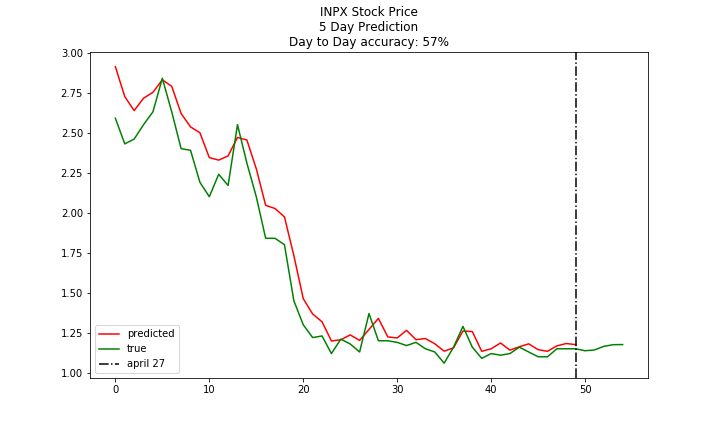 INPX Stock Price
5 Day Prediction
Day to Day accuracy: 57%
3.00
2.75
2.50
2.25
2.00
1.75
1.50
1.25
1.00
predicted
true
april 27
0
10
20
30
40
50